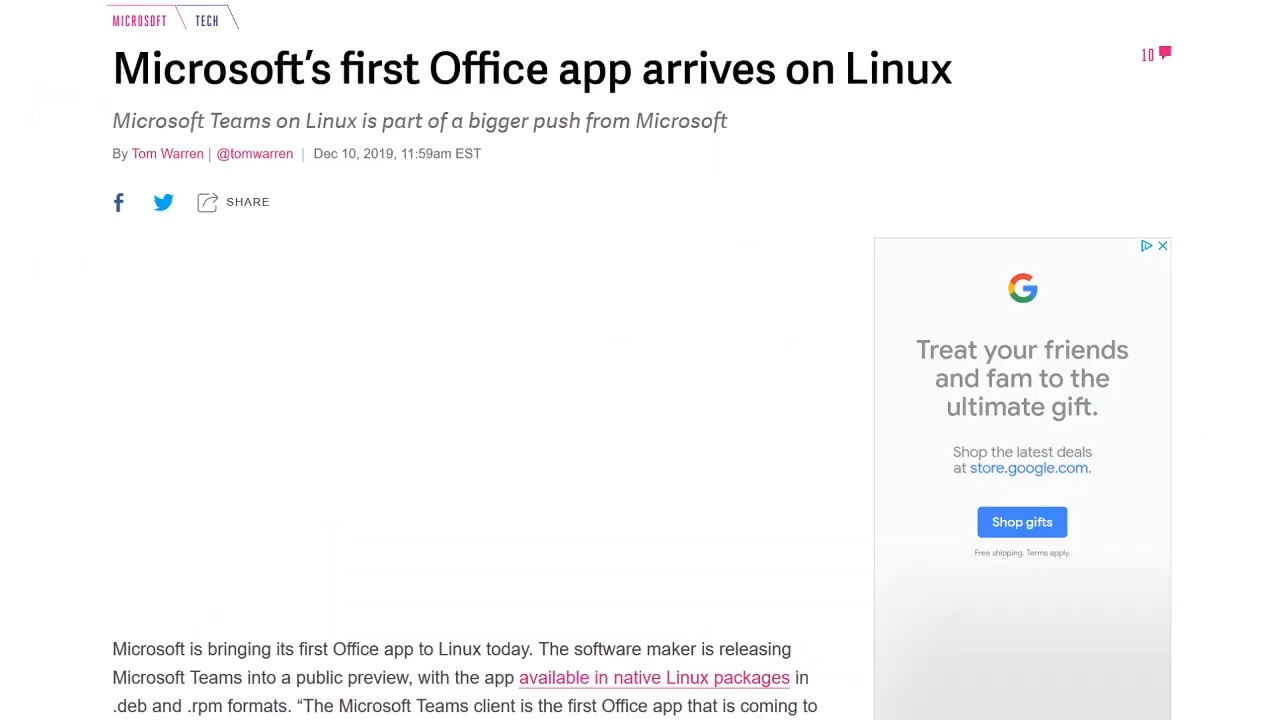 MICROSOFT TECH
Microsoft's first Office app arrives on Linux
10
Microsoft Teams on Linux is part of a bigger push from Microsoft
By Tom Warren | @tomwarren | Dec 10, 2019, 11:59am EST
SHARE
Treat your friends
and fam to the
ultimate gift.
Shop the latest deals
at store.google.com.
Shop gifts
Free shipping. Terms apply.
Microsoft is bringing its first Office app to Linux today. The software maker is releasing
Microsoft Teams into a public preview, with the app available in native Linux packages in
.deb and .rpm formats. “The Microsoft Teams client is the first Office app that is coming to